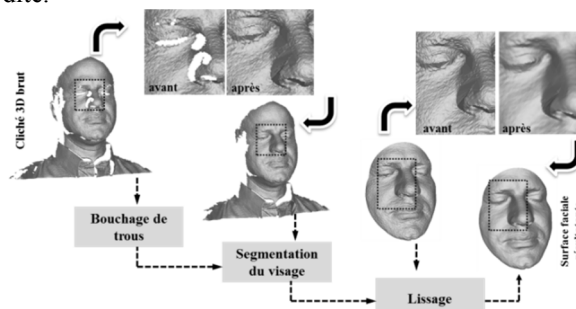 avant
après
Cliché 3D brut
avant
après
Bouchage de
trous
Segmentation
du visage
Lissage
Surface faciale